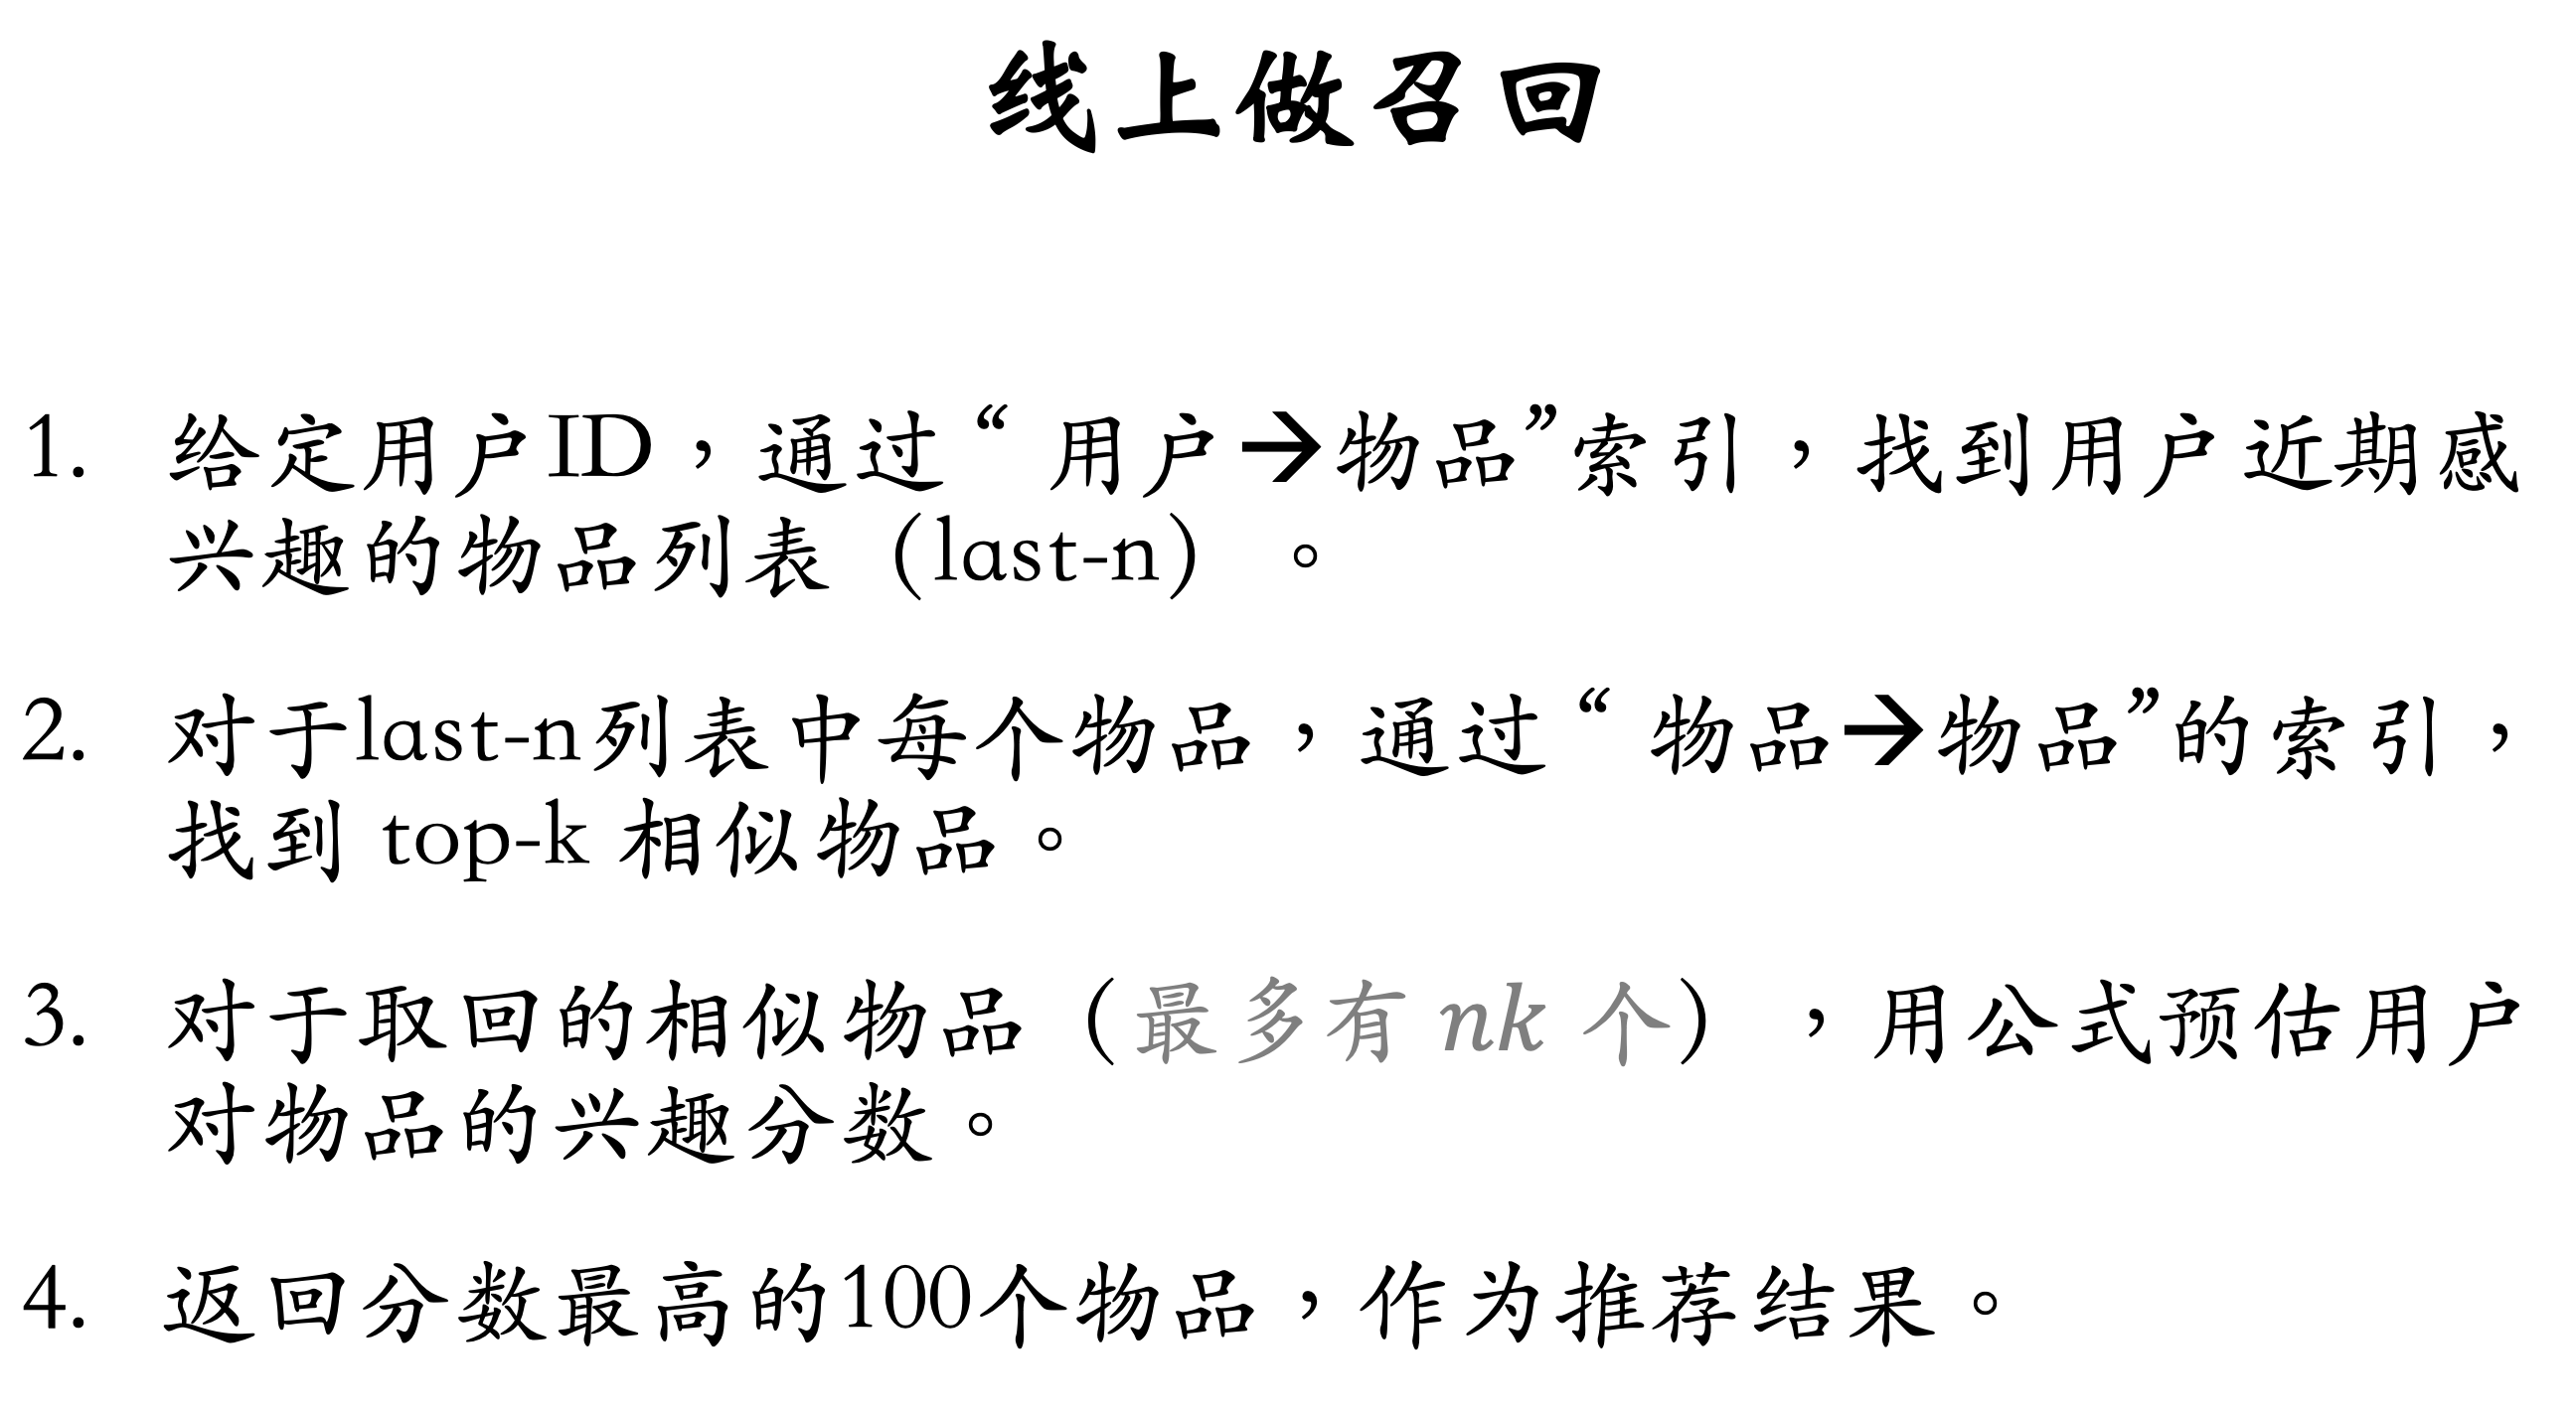 线上做召回
1. 给定用户ID，通过“用户→物品”索引，找到用户近期感
兴趣的物品列表（last-n）。
2. 对于last-n列表中每个物品，通过“物品→物品”的索引，
找到 top-k 相似物品。
3. 对于取回的相似物品（最多有 nk 个），用公式预估用户
对物品的兴趣分数。
4. 返回分数最高的100个物品，作为推荐结果。